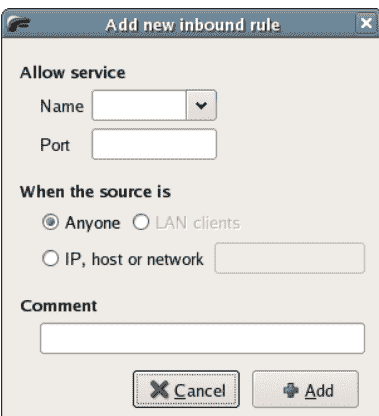 Add new inbound rule
Allow service
Name
Port
When the source is
Anyone LAN clients
IP, host or network
Comment
Cancel Add